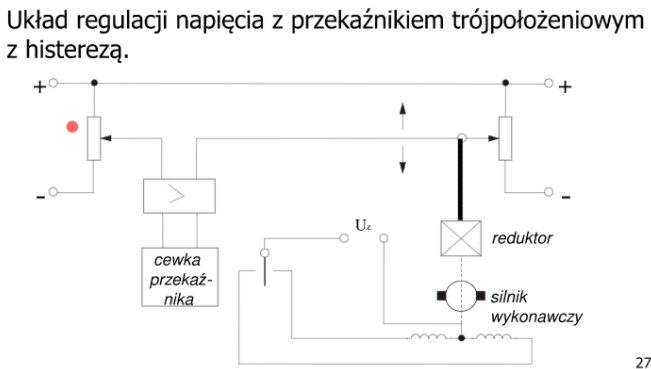 Układ regulacji napięcia z przekaźnikiem trójpołożeniowym
z histerezą.
+
+
-
-
>
Uz
reduktor
cewka
przekaź-
nika
silnik
wykonawczy
27